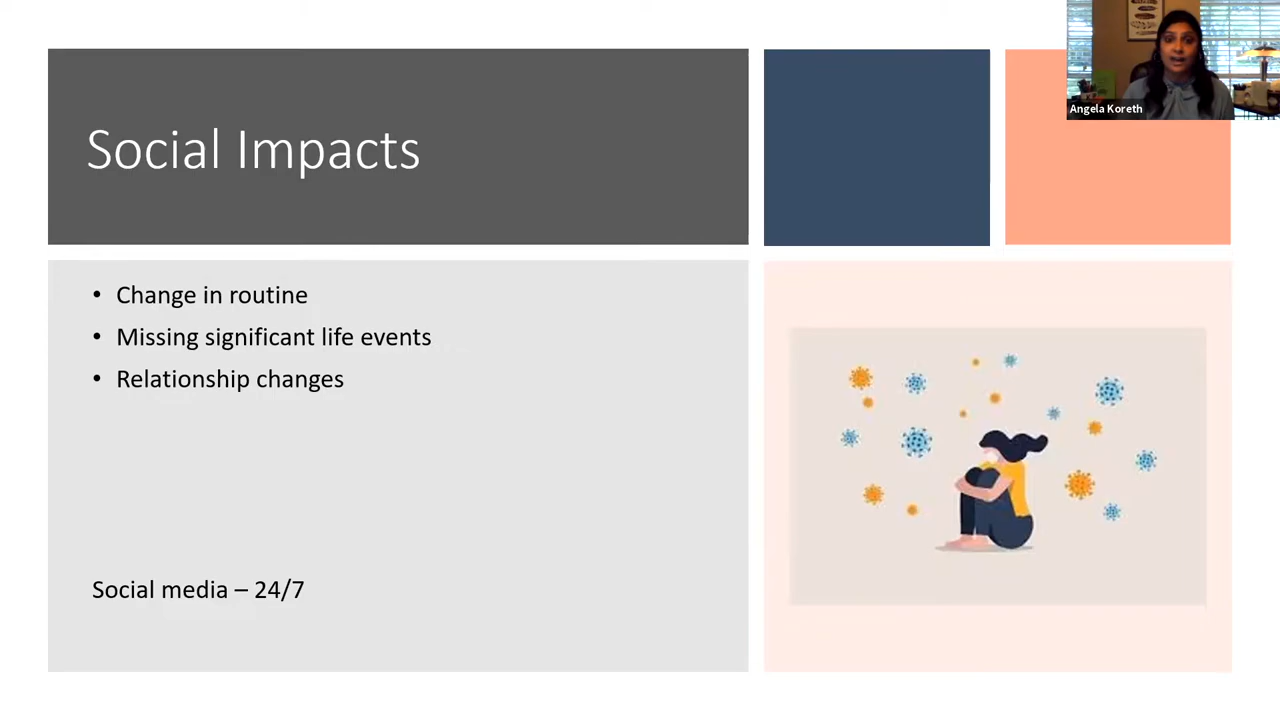 Angela Koreth
Social Impacts
• Change in routine
• Missing significant life events
• Relationship changes
Social media – 24/7